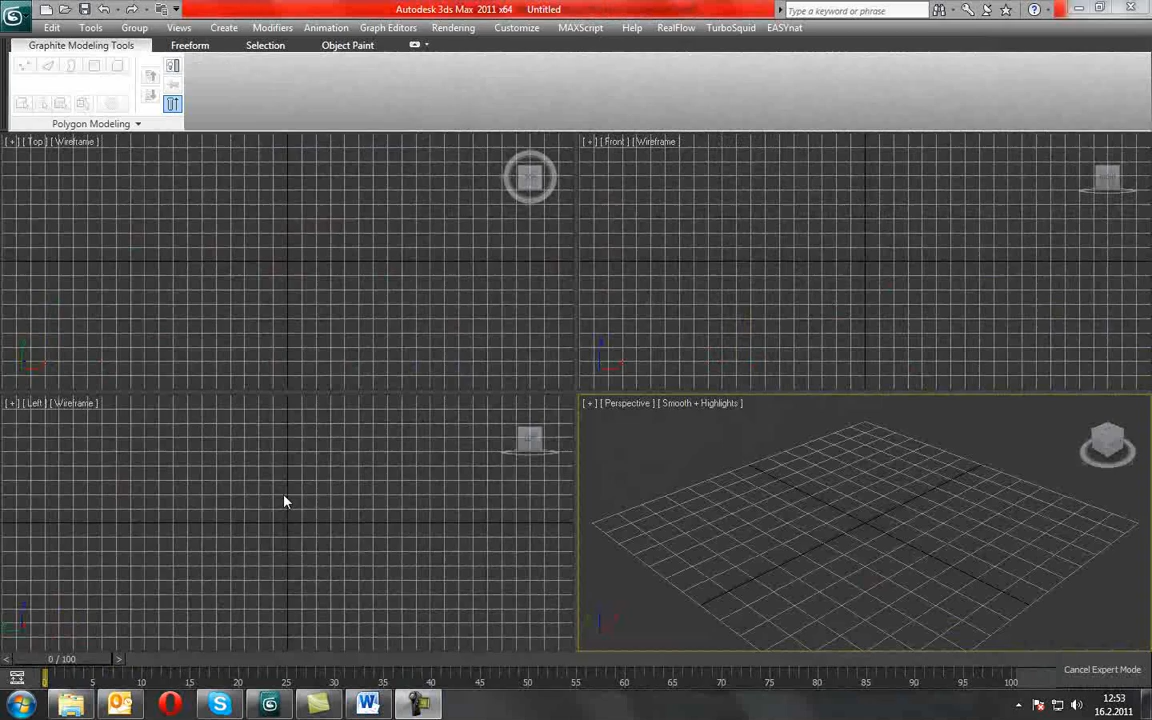 Autodesk 3ds Max 2011 x64 Untitled
Type a keyword or phrase
Edit Tools Group Views Create Modifiers Animation Graph Editors Rendering Customize MAXScript Help RealFlow TurboSquid EASYnat
Graphite Modeling Tools Freeform Selection Object Paint
Polygon Modeling
[ + ] [ Top ] [ Wireframe ]
[ + ] [ Front ] [ Wireframe ]
[ + ] [ Left ] [ Wireframe ]
[ + ] [ Perspective ] [ Smooth + Highlights ]
< 0 / 100 >
0 5 10 15 20 25 30 35 40 45 50 55 60 65 70 75 80 85 90 95 100
Cancel Expert Mode
12:53
16.2.2011